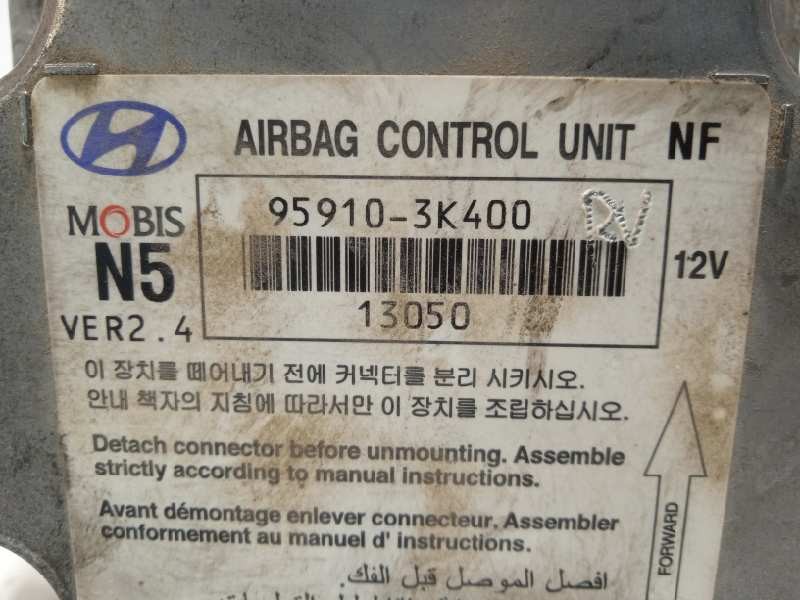 AIRBAG CONTROL UNIT NF
MOBIS
95910-3K400
N5
12V
VER2.4
13050
이 장치를 떼어내기 전에 커넥터를 분리 시키시오.
안내 책자의 지침에 따라서만 이 장치를 조립하십시오.
Detach connector before unmounting. Assemble
strictly according to manual instructions.
Avant démontage enlever connecteur. Assembler
conformement au manuel d' instructions.
FORWARD
افصل الموصل قبل الفك.